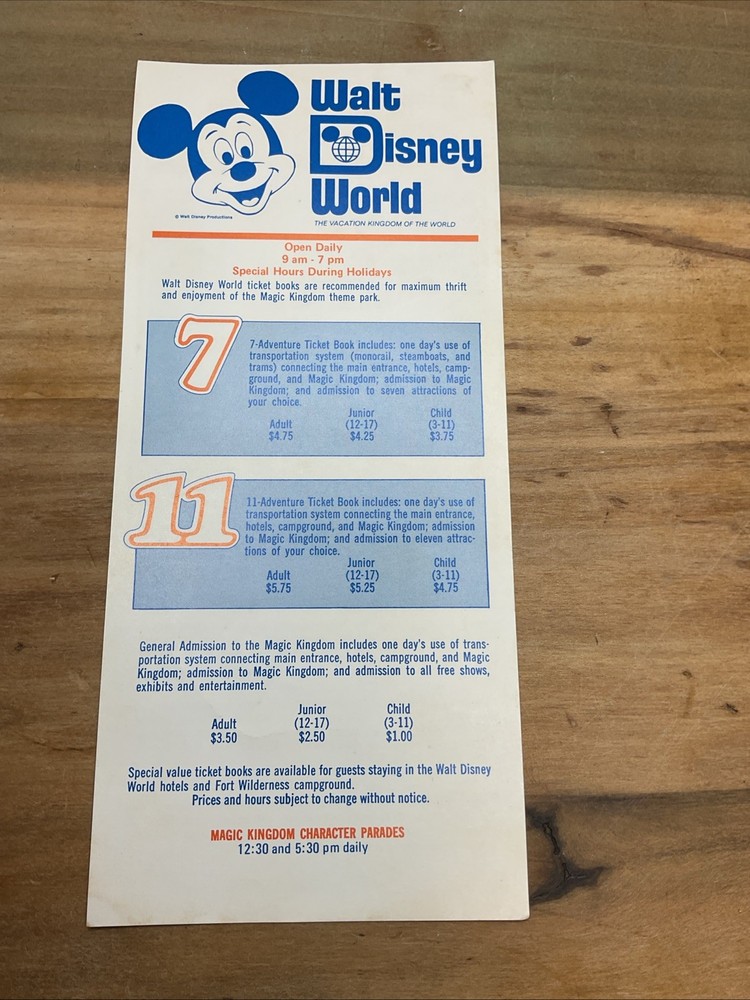 Walt
Disney
World
© Walt Disney Productions
THE VACATION KINGDOM OF THE WORLD
Open Daily
9 am - 7 pm
Special Hours During Holidays
Walt Disney World ticket books are recommended for maximum thrift
and enjoyment of the Magic Kingdom theme park.
7
7-Adventure Ticket Book includes: one day's use of
transportation system (monorail, steamboats, and
trams) connecting the main entrance, hotels, camp-
ground, and Magic Kingdom; admission to Magic
Kingdom; and admission to seven attractions of
your choice.
Junior Child
Adult (12-17) (3-11)
$4.75 $4.25 $3.75
11
11-Adventure Ticket Book includes: one day's use of
transportation system connecting the main entrance,
hotels, campground, and Magic Kingdom; admission
to Magic Kingdom; and admission to eleven attrac-
tions of your choice.
Junior Child
Adult (12-17) (3-11)
$5.75 $5.25 $4.75
General Admission to the Magic Kingdom includes one day's use of trans-
portation system connecting main entrance, hotels, campground, and Magic
Kingdom; admission to Magic Kingdom; and admission to all free shows,
exhibits and entertainment.
Junior Child
Adult (12-17) (3-11)
$3.50 $2.50 $1.00
Special value ticket books are available for guests staying in the Walt Disney
World hotels and Fort Wilderness campground.
Prices and hours subject to change without notice.
MAGIC KINGDOM CHARACTER PARADES
12:30 and 5:30 pm daily